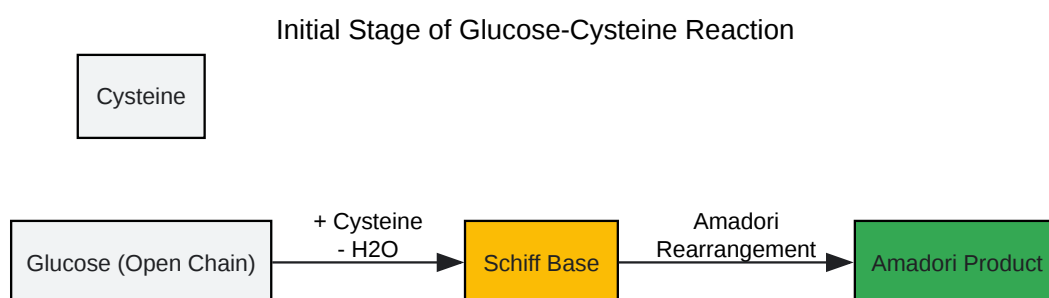 Initial Stage of Glucose-Cysteine Reaction
Cysteine
Glucose (Open Chain)
+ Cysteine
- H2O
Schiff Base
Amadori
Rearrangement
Amadori Product